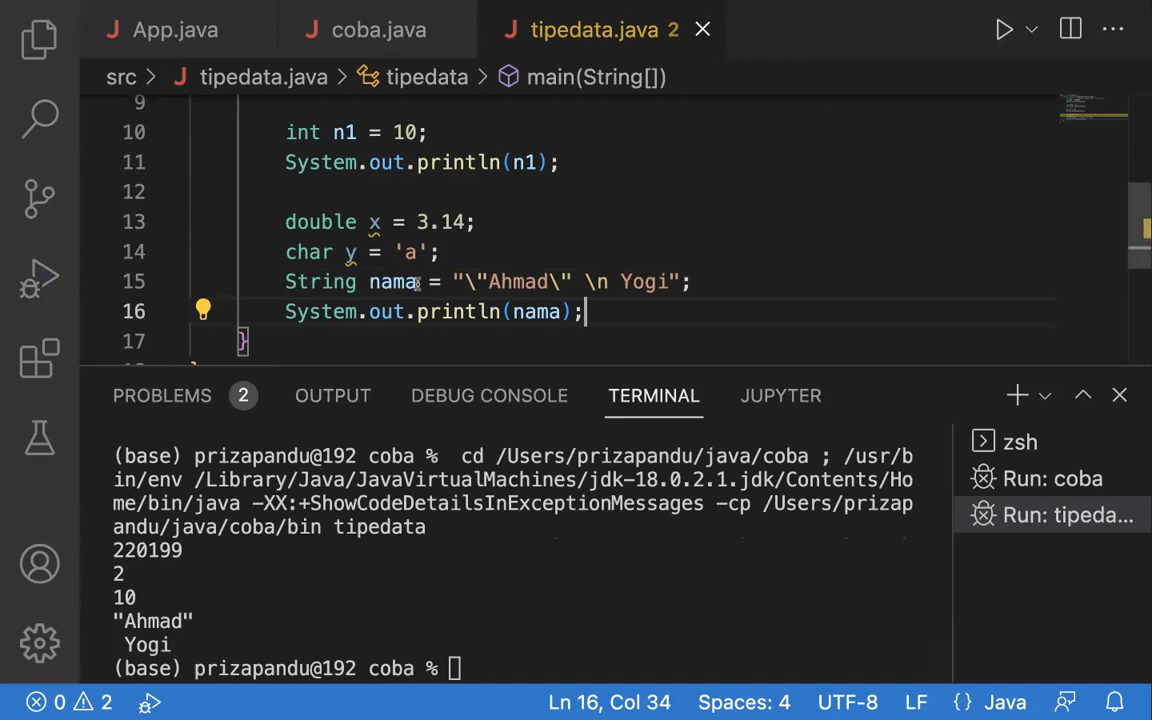 App.java
coba.java
tipedata.java 2
src > tipedata.java > tipedata > main(String[])
9
10 int n1 = 10;
11 System.out.println(n1);
12
13 double x = 3.14;
14 char y = 'a';
15 String nama = "\"Ahmad\" \n Yogi";
16 System.out.println(nama);
17 }
PROBLEMS 2 OUTPUT DEBUG CONSOLE TERMINAL JUPYTER
(base) prizapandu@192 coba %  cd /Users/prizapandu/java/coba ; /usr/b
in/env /Library/Java/JavaVirtualMachines/jdk-18.0.2.1.jdk/Contents/Ho
me/bin/java -XX:+ShowCodeDetailsInExceptionMessages -cp /Users/prizap
andu/java/coba/bin tipedata
220199
2
10
"Ahmad"
 Yogi
(base) prizapandu@192 coba %
zsh
Run: coba
Run: tipeda...
0 2 Ln 16, Col 34 Spaces: 4 UTF-8 LF {} Java